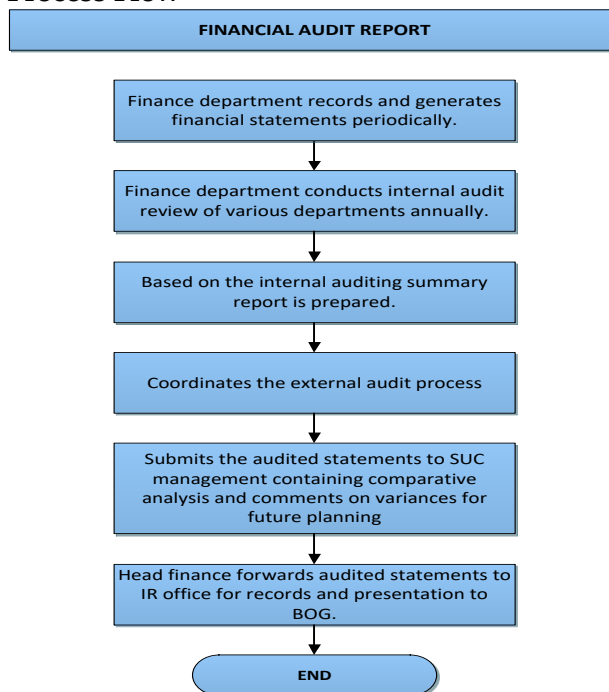 FINANCIAL AUDIT REPORT
Finance department records and generates
financial statements periodically.
Finance department conducts internal audit
review of various departments annually.
Based on the internal auditing summary
report is prepared.
Coordinates the external audit process
Submits the audited statements to SUC
management containing comparative
analysis and comments on variances for
future planning
Head finance forwards audited statements to
IR office for records and presentation to
BOG.
END